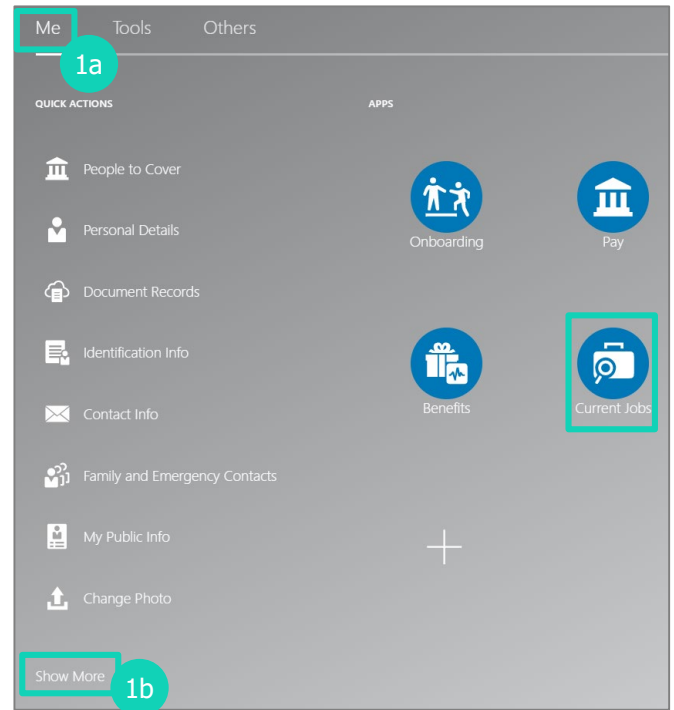 Me Tools Others
1a
QUICK ACTIONS
APPS
People to Cover
Personal Details
Document Records
Identification Info
Contact Info
Family and Emergency Contacts
My Public Info
Change Photo
Show More
1b
Onboarding
Pay
Benefits
Current Jobs